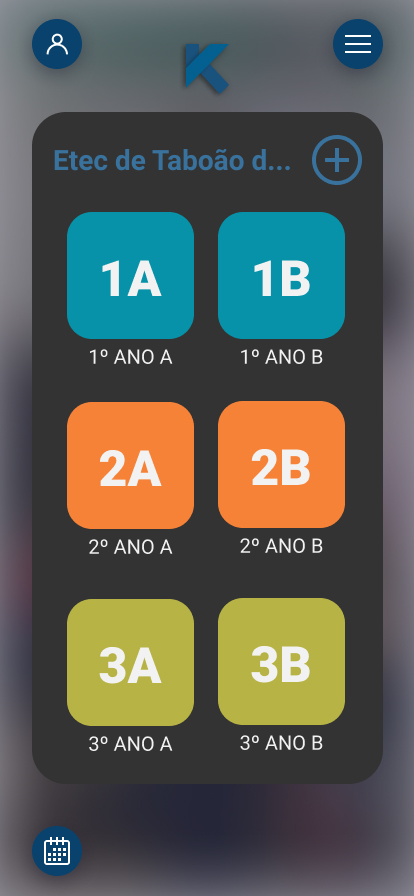 K
Etec de Taboão d...
1A
1B
1º ANO A
1º ANO B
2A
2B
2º ANO A
2º ANO B
3A
3B
3º ANO A
3º ANO B